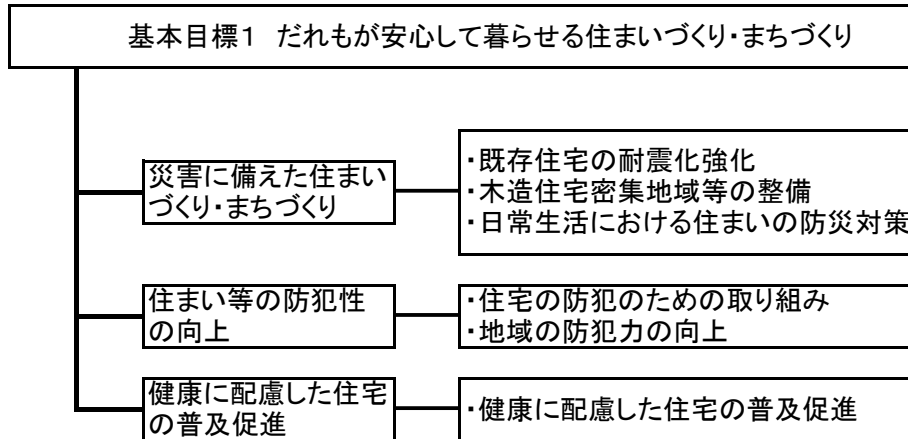 基本目標１　だれもが安心して暮らせる住まいづくり・まちづくり
災害に備えた住まい
づくり・まちづくり
・既存住宅の耐震化強化
・木造住宅密集地域等の整備
・日常生活における住まいの防災対策
住まい等の防犯性
の向上
・住宅の防犯のための取り組み
・地域の防犯力の向上
健康に配慮した住宅
の普及促進
・健康に配慮した住宅の普及促進